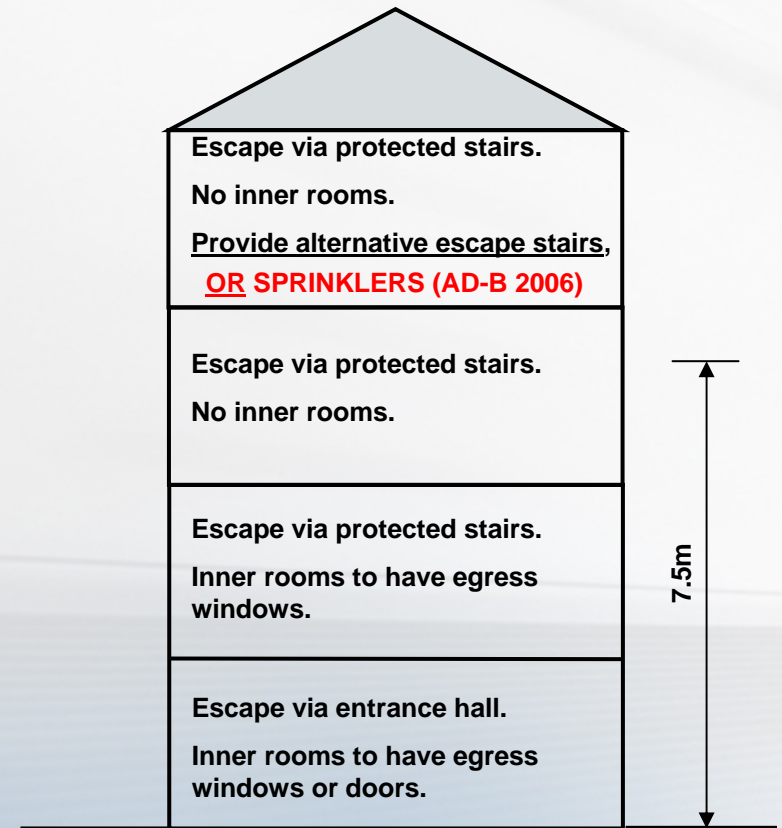 Escape via protected stairs.
No inner rooms.
Provide alternative escape stairs,
OR SPRINKLERS (AD-B 2006)
Escape via protected stairs.
No inner rooms.
Escape via protected stairs.
Inner rooms to have egress
windows.
7.5m
Escape via entrance hall.
Inner rooms to have egress
windows or doors.